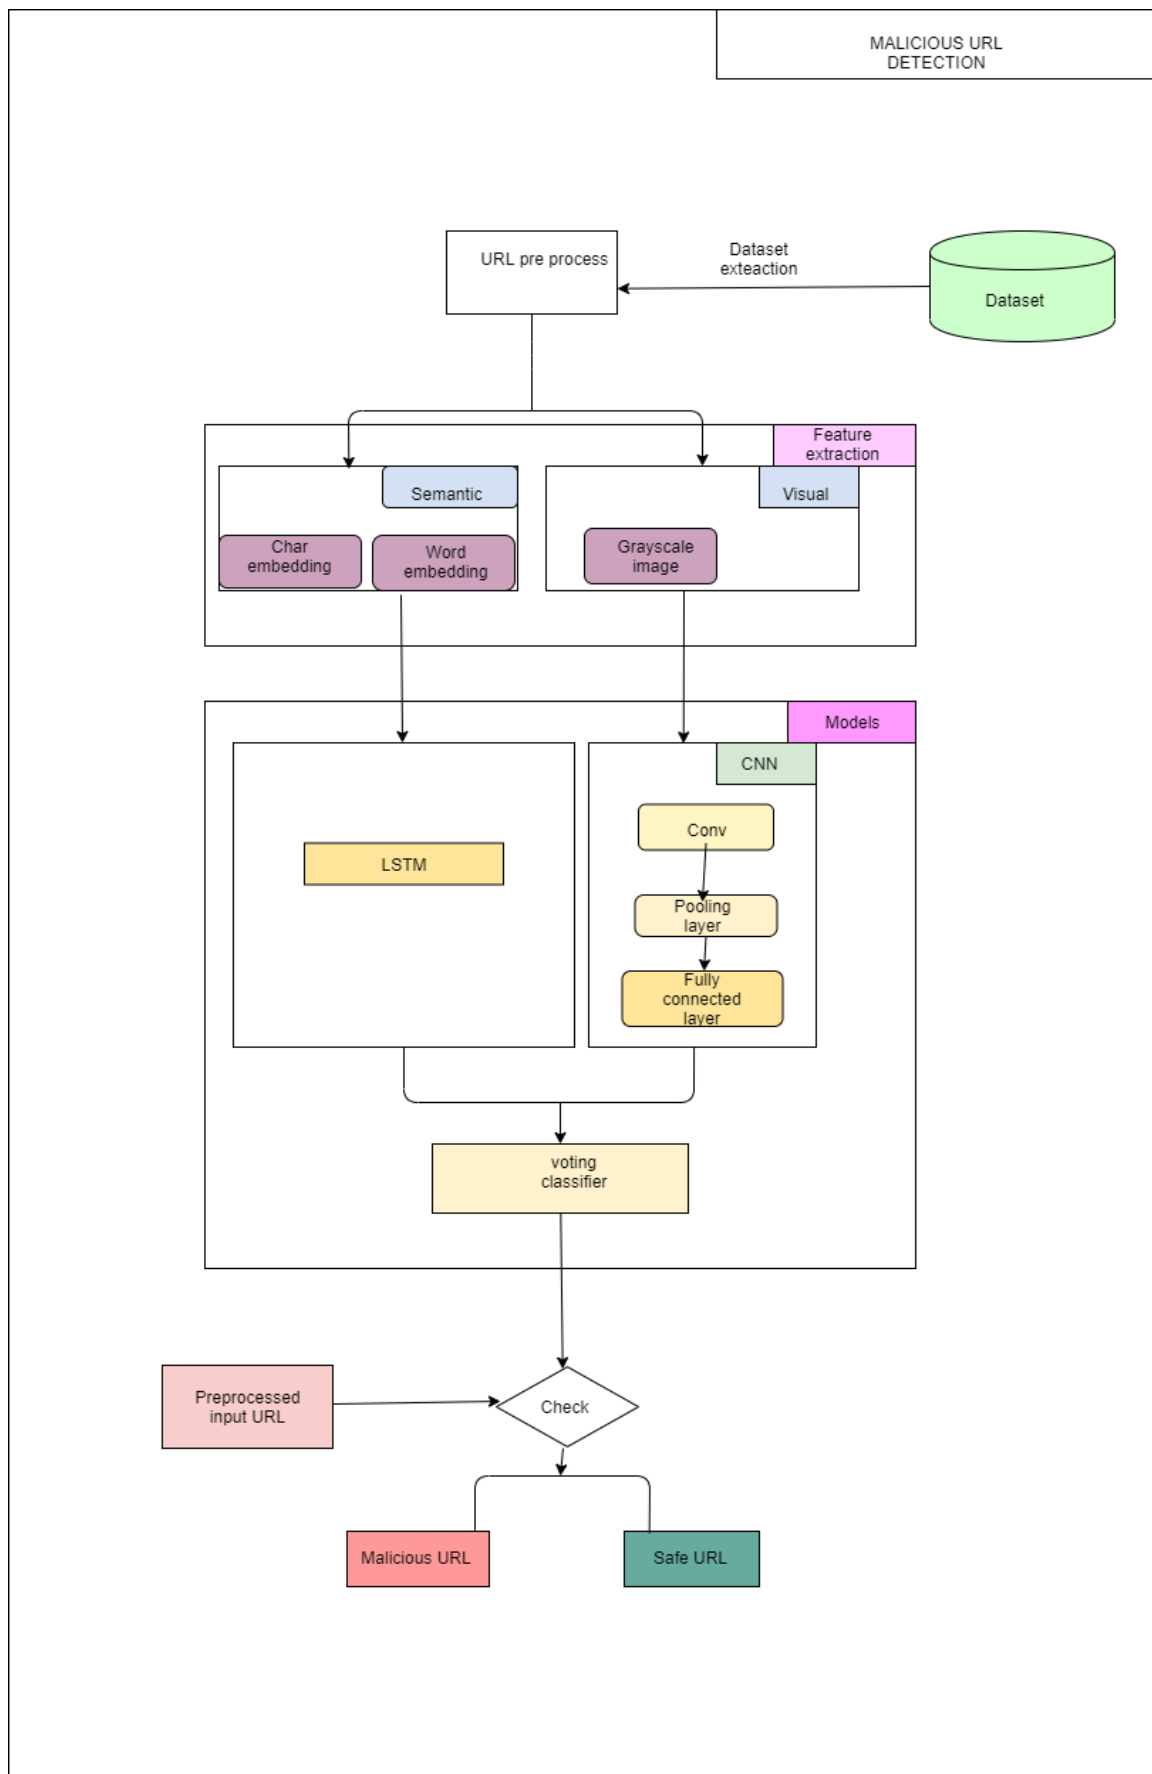 MALICIOUS URL
DETECTION
URL pre process
Dataset
exteaction
Dataset
Feature
extraction
Semantic
Visual
Char
embedding
Word
embedding
Grayscale
image
Models
CNN
Conv
LSTM
Pooling
layer
Fully
connected
layer
voting
classifier
Preprocessed
input URL
Check
Malicious URL
Safe URL